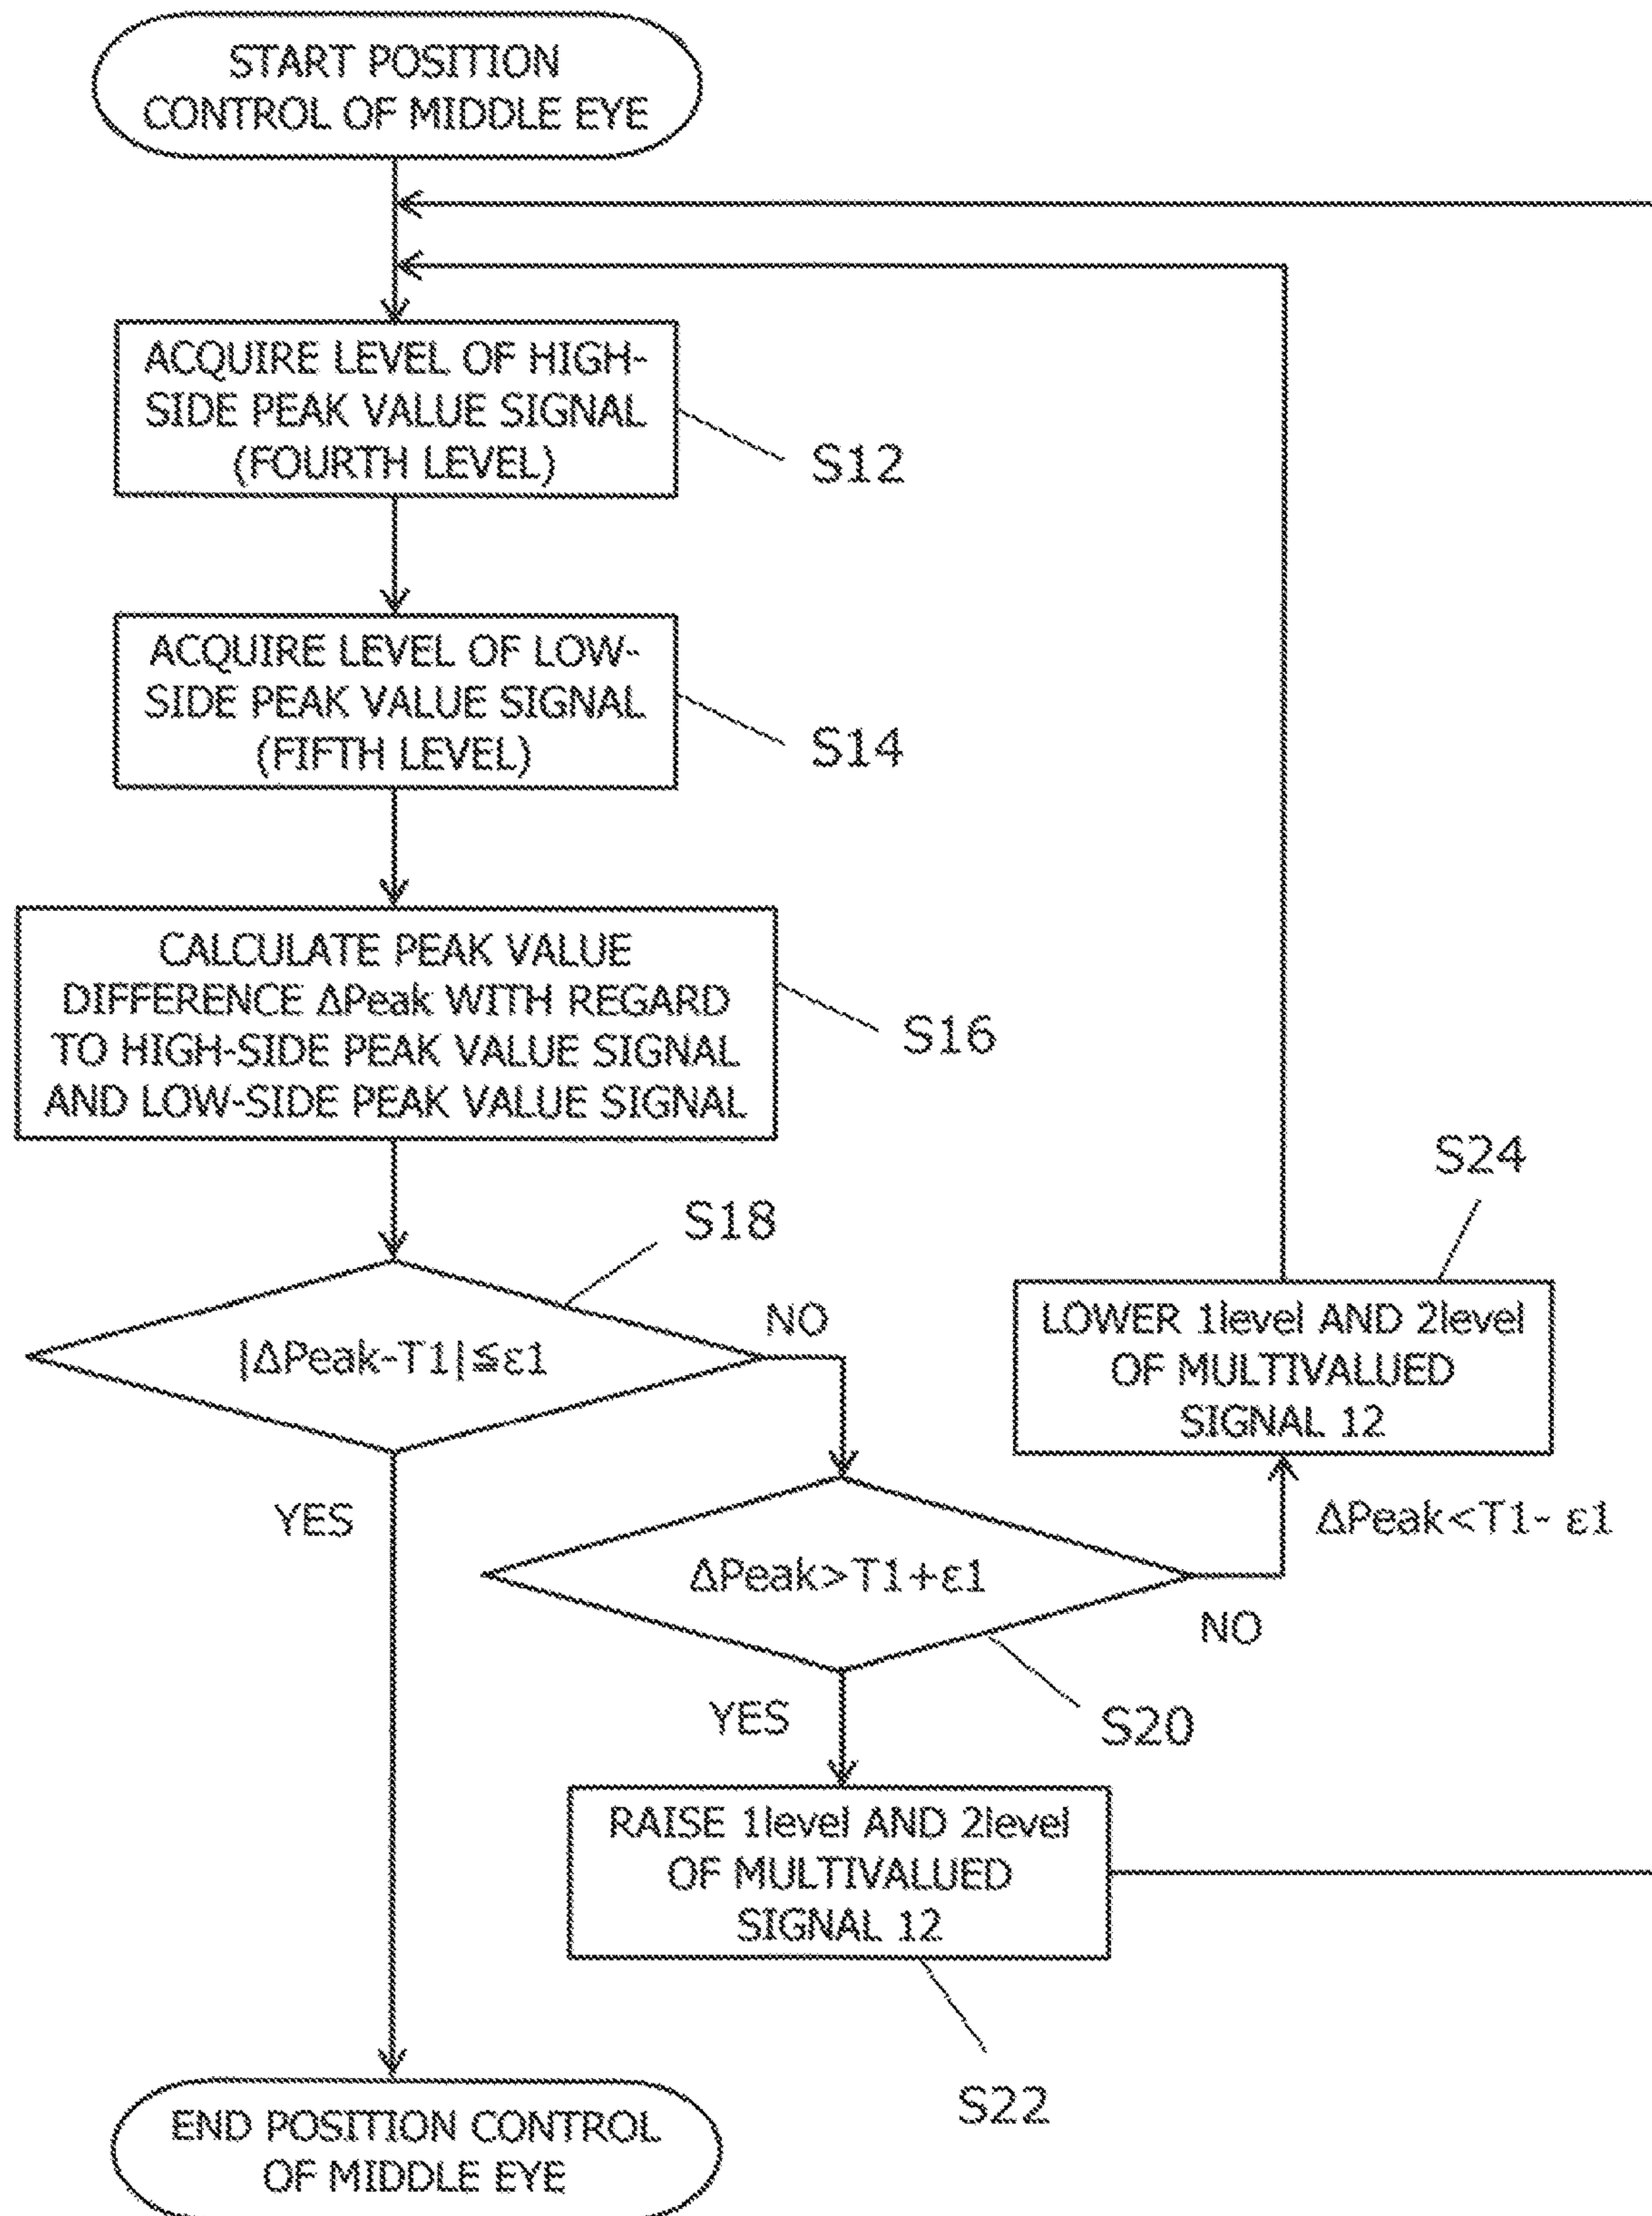 START POSITION
CONTROL OF MIDDLE EYE
ACQUIRE LEVEL OF HIGH-
SIDE PEAK VALUE SIGNAL
(FOURTH LEVEL)
S12
ACQUIRE LEVEL OF LOW-
SIDE PEAK VALUE SIGNAL
(FIFTH LEVEL)
S14
CALCULATE PEAK VALUE
DIFFERENCE ΔPeak WITH REGARD
TO HIGH-SIDE PEAK VALUE SIGNAL
AND LOW-SIDE PEAK VALUE SIGNAL
S16
S18
|ΔPeak-T1|≦ε1
NO
YES
S24
LOWER 1level AND 2level
OF MULTIVALUED
SIGNAL 12
ΔPeak<T1- ε1
ΔPeak>T1+ε1
NO
YES
S20
RAISE 1level AND 2level
OF MULTIVALUED
SIGNAL 12
S22
END POSITION CONTROL
OF MIDDLE EYE